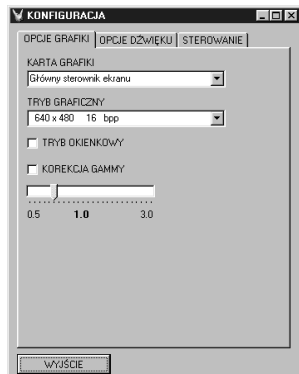 KONFIGURACJA
OPCJE GRAFIKI OPCJE DŹWIĘKU STEROWANIE
KARTA GRAFIKI
Główny sterownik ekranu
TRYB GRAFICZNY
640 x 480 16 bpp
TRYB OKIENKOWY
KOREKCJA GAMMY
0.5 1.0 3.0
WYJŚCIE